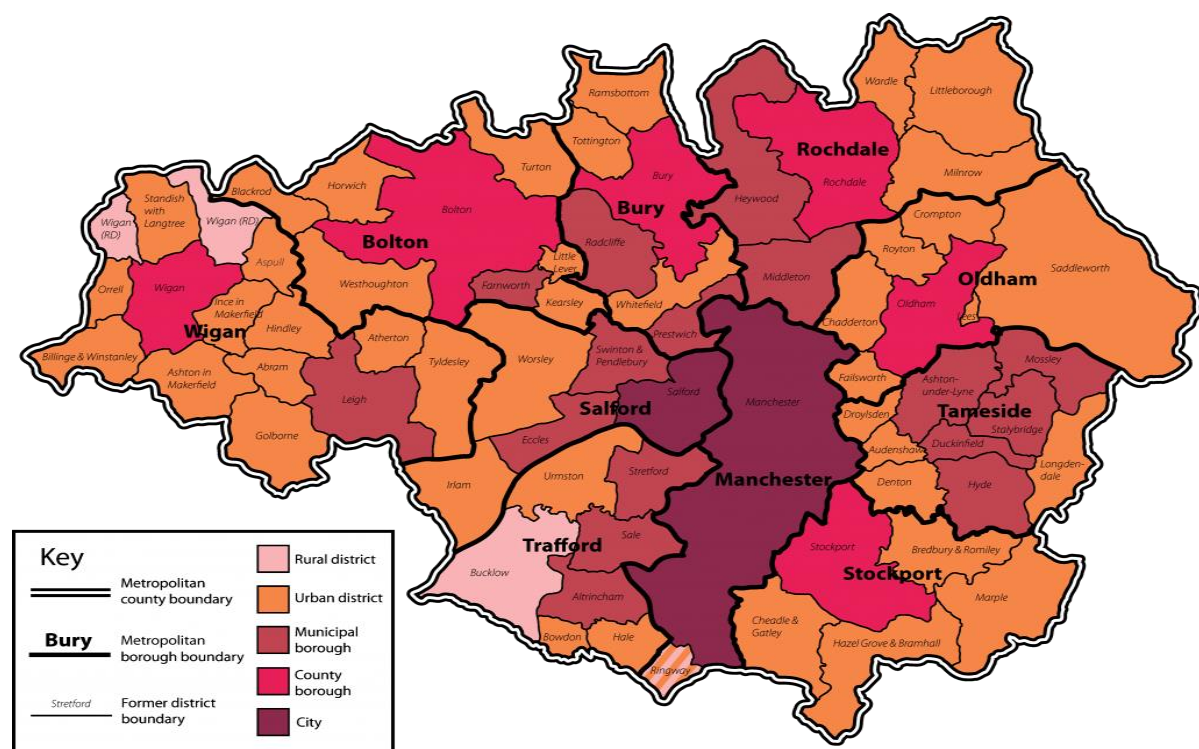 Ramsbottom
Wardle
Littleborough
Tottington
Turton
Rochdale
Horwich
Bury
Rochdale
Milnrow
Standish
with
Langtree
Blackrod
Heywood
Bolton
Bury
Wigan
(RD)
Wigan (RD)
Crompton
Bolton
Radcliffe
Royton
Aspull
Little
Lever
Middleton
Saddleworth
Oldham
Orrell
Wigan
Westhoughton
Farnworth
Oldham
Ince in
Makerfield
Kearsley
Whitefield
Lees
Wigan
Hindley
Chadderton
Atherton
Prestwich
Billinge & Winstanley
Abram
Tyldesley
Worsley
Swinton &
Pendlebury
Mossley
Ashton in
Makerfield
Failsworth
Ashton-
under-Lyne
Leigh
Salford
Manchester
Salford
Droylsden
Tameside
Stalybridge
Golborne
Eccles
Audenshaw
Duckinfield
Longden-
dale
Urmston
Stretford
Manchester
Denton
Hyde
Irlam
Trafford
Sale
Stockport
Bredbury & Romiley
Bucklow
Stockport
Altrincham
Marple
Cheadle &
Gatley
Bowdon
Hale
Hazel Grove & Bramhall
Ringway
Key
Metropolitan
county boundary
Bury
Metropolitan
borough boundary
Stretford
Former district
boundary
Rural district
Urban district
Municipal
borough
County
borough
City